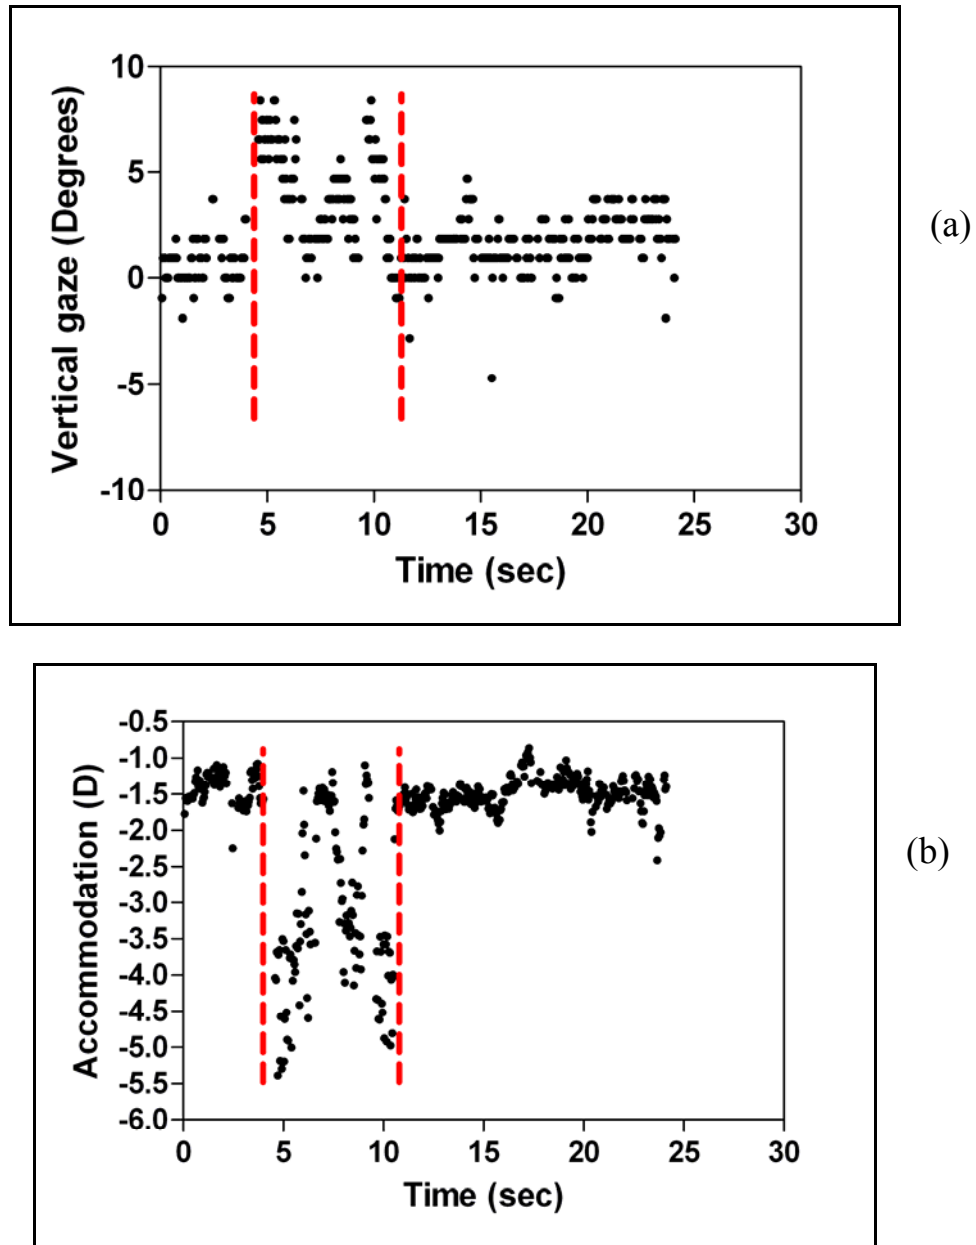 10
5
0
-5
-10
Vertical gaze (Degrees)
0 5 10 15 20 25 30
Time (sec)
(a)
-0.5
-1.0
-1.5
-2.0
-2.5
-3.0
-3.5
-4.0
-4.5
-5.0
-5.5
-6.0
Accommodation (D)
0 5 10 15 20 25 30
Time (sec)
(b)